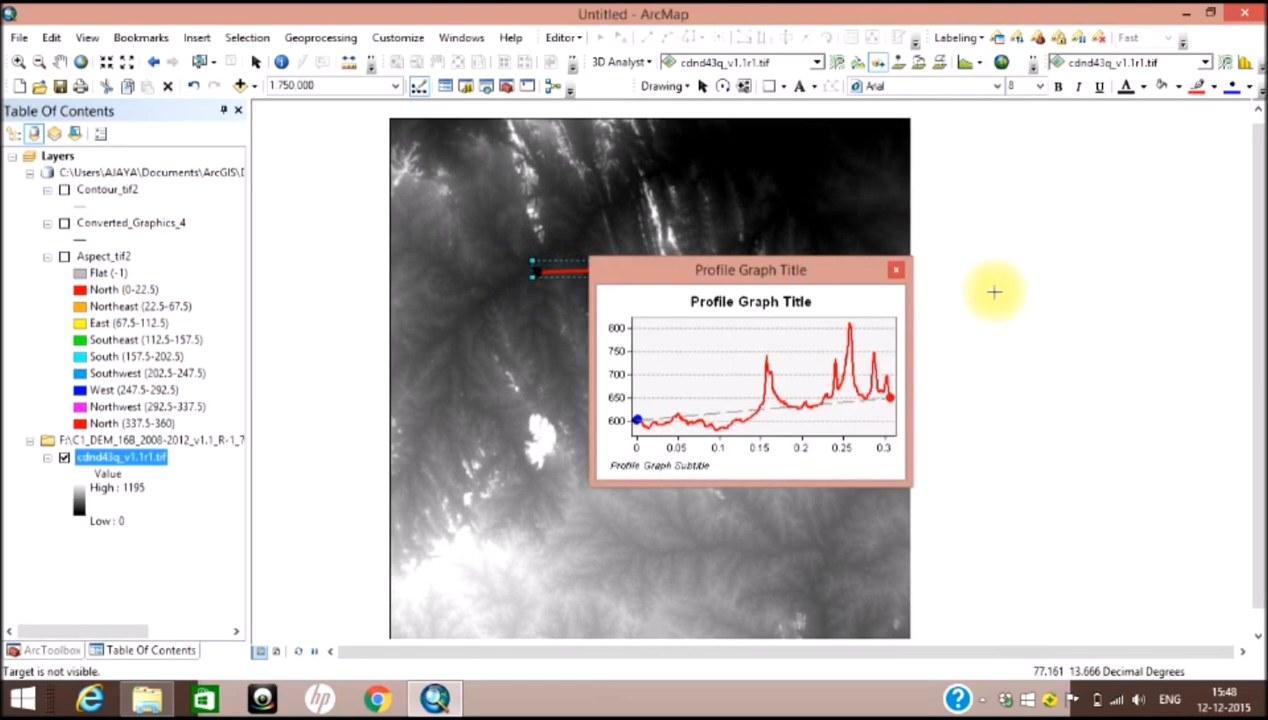 Untitled - ArcMap
File Edit View Bookmarks Insert Selection Geoprocessing Customize Windows Help Editor Labeling Fast
3D Analyst cdnd43q_v1.1r1.tif cdnd43q_v1.1r1.tif
1:750,000 Drawing Arial 8 B I U A
Table Of Contents
Layers
C:\Users\AJAYA\Documents\ArcGIS\D
Contour_tif2
Converted_Graphics_4
Aspect_tif2
Flat (-1)
North (0-22.5)
Northeast (22.5-67.5)
East (67.5-112.5)
Southeast (112.5-157.5)
South (157.5-202.5)
Southwest (202.5-247.5)
West (247.5-292.5)
Northwest (292.5-337.5)
North (337.5-360)
F:\C1_DEM_16B_2008-2012_v1.1_R-1_7
cdnd43q_v1.1r1.tif
Value
High : 1195
Low : 0
Profile Graph Title
Profile Graph Title
800
750
700
650
600
0 0.05 0.1 0.15 0.2 0.25 0.3
Profile Graph Subtitle
ArcToolbox Table Of Contents
Target is not visible. 77.161 13.666 Decimal Degrees
hp ? ENG 15:48
12-12-2015